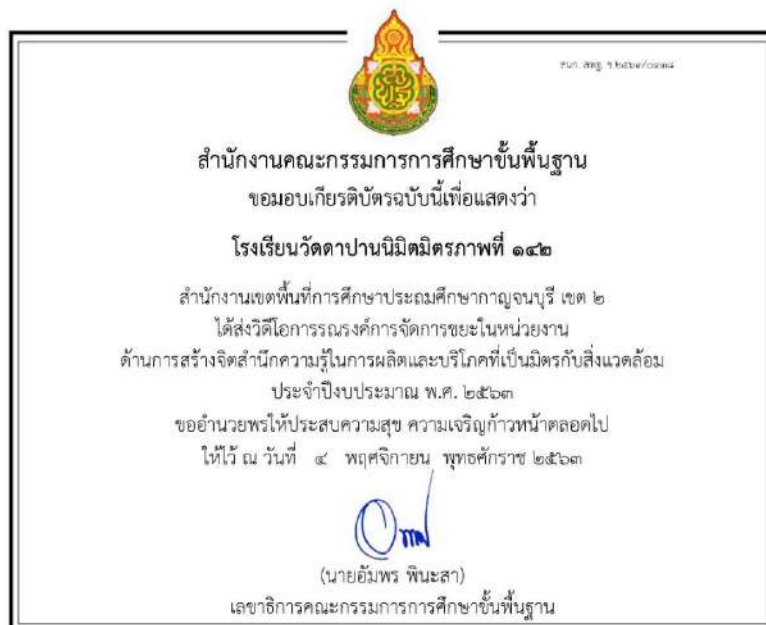 สำนักงานคณะกรรมการการศึกษาขั้นพื้นฐาน
ขอมอบเกียรติบัตรฉบับนี้เพื่อแสดงว่า
โรงเรียนวัดดาปานนิมิตมิตรภาพที่ ๑๔๒
สำนักงานเขตพื้นที่การศึกษาประถมศึกษากาญจนบุรี เขต ๒
ได้ส่งวิดีโอการรณรงค์การจัดการขยะในหน่วยงาน
ด้านการสร้างจิตสำนึกความรู้ในการผลิตและบริโภคที่เป็นมิตรกับสิ่งแวดล้อม
ประจำปีงบประมาณ พ.ศ. ๒๕๖๓
ขออำนวยพรให้ประสบความสุข ความเจริญก้าวหน้าตลอดไป
ให้ไว้ ณ วันที่ ๔ พฤศจิกายน พุทธศักราช ๒๕๖๓
(นายอัมพร พินะสา)
เลขาธิการคณะกรรมการการศึกษาขั้นพื้นฐาน